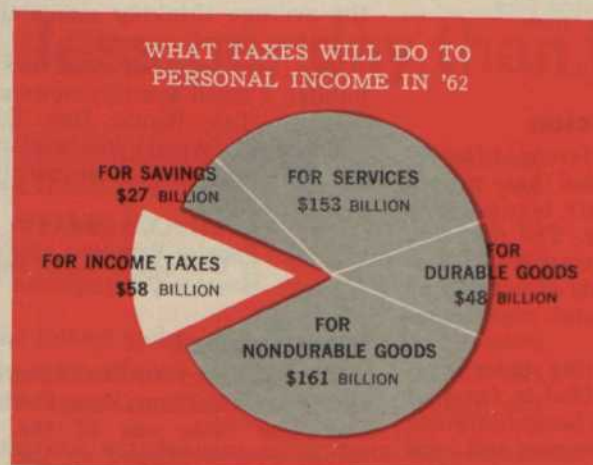 WHAT TAXES WILL DO TO
PERSONAL INCOME IN '62
FOR SAVINGS
$27 BILLION
FOR SERVICES
$153 BILLION
FOR INCOME TAXES
$58 BILLION
FOR
DURABLE GOODS
$48 BILLION
FOR
NONDURABLE GOODS
$161 BILLION